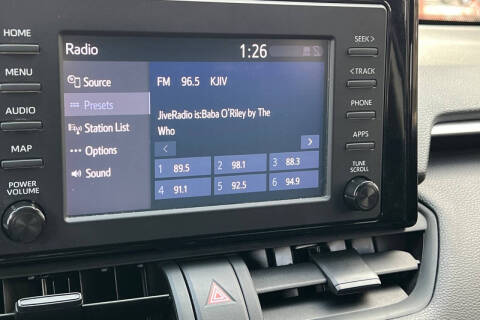 HOME
MENU
AUDIO
MAP
POWER
VOLUME
Radio
1:26
Source
Presets
Station List
Options
Sound
FM 96.5 KJIV
JiveRadio is:Baba O'Riley by The
Who
<
>
1 89.5
2 98.1
3 88.3
4 91.1
5 92.5
6 94.9
SEEK>
<TRACK
PHONE
APPS
TUNE
SCROLL